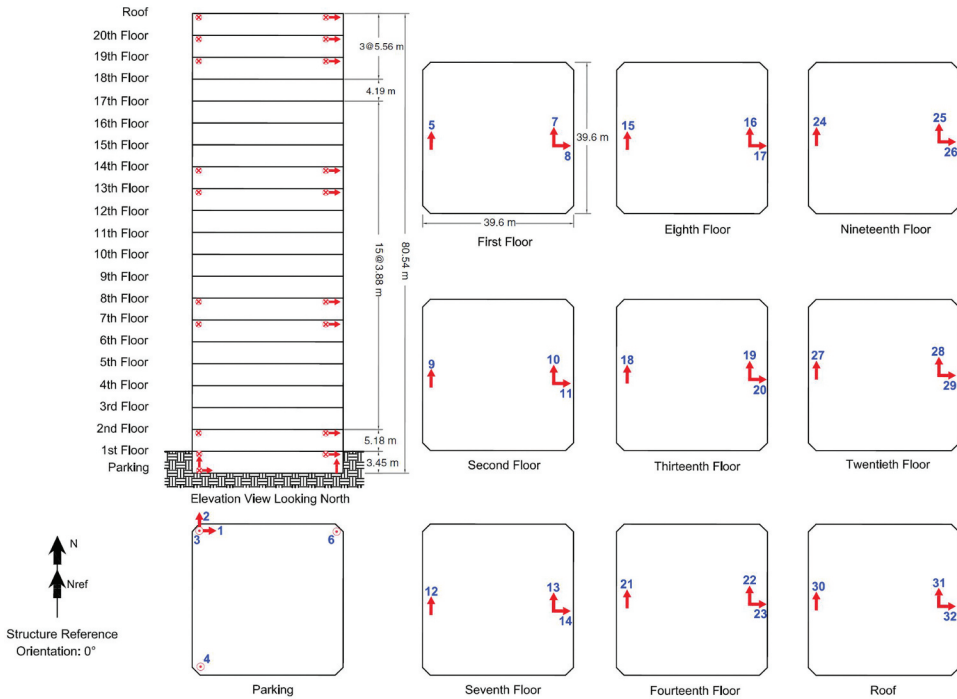 Roof
20th Floor
19th Floor
18th Floor
17th Floor
16th Floor
15th Floor
14th Floor
13th Floor
12th Floor
11th Floor
10th Floor
9th Floor
8th Floor
7th Floor
6th Floor
5th Floor
4th Floor
3rd Floor
2nd Floor
1st Floor
Parking
3@5.56 m
4.19 m
15@3.88 m
80.54 m
5.18 m
3.45 m
Elevation View Looking North
5
7
8
39.6 m
39.6 m
First Floor
15
16
17
Eighth Floor
24
25
26
Nineteenth Floor
9
10
11
Second Floor
18
19
20
Thirteenth Floor
27
28
29
Twentieth Floor
N
Nref
Structure Reference
Orientation: 0°
2
1
3
6
4
Parking
12
13
14
Seventh Floor
21
22
23
Fourteenth Floor
30
31
32
Roof